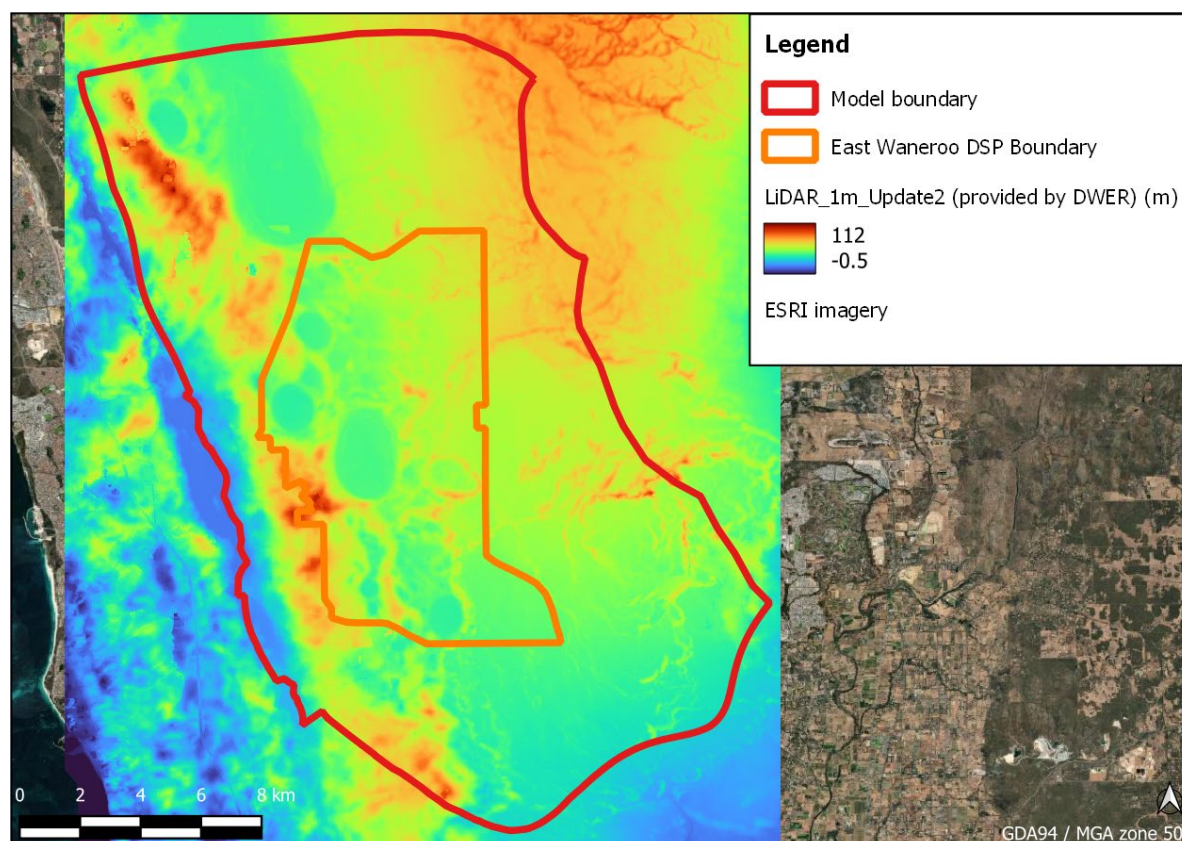 Legend
Model boundary
East Waneroo DSP Boundary
LiDAR_1m_Update2 (provided by DWER) (m)
112
-0.5
ESRI imagery
0 2 4 6 8 km
GDA94 / MGA zone 50